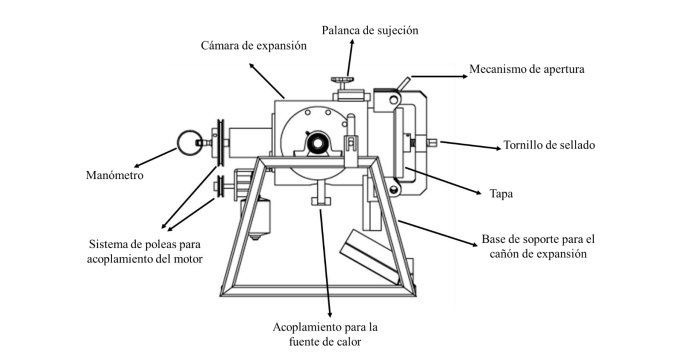 Palanca de sujeción
Cámara de expansión
Mecanismo de apertura
Tornillo de sellado
Manómetro
Tapa
Sistema de poleas para
acoplamiento del motor
Base de soporte para el
cañón de expansión
Acoplamiento para la
fuente de calor